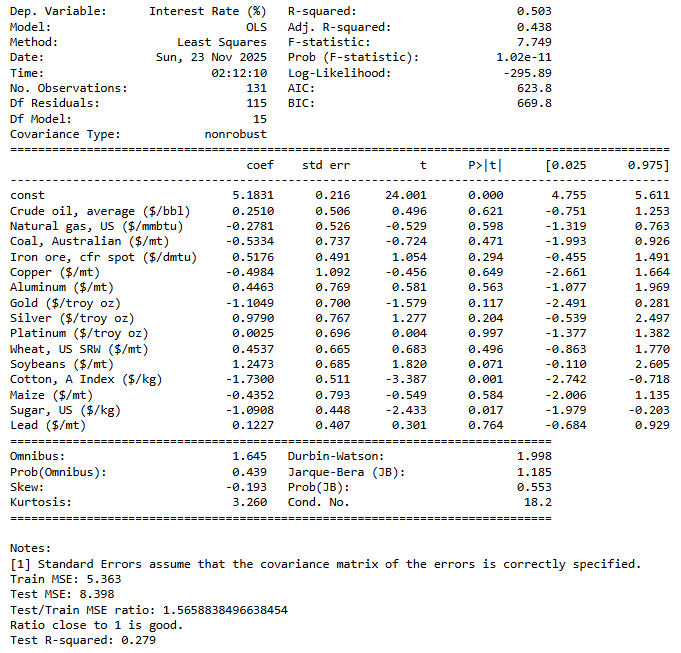 Dep. Variable: Interest Rate (%) R-squared: 0.503
Model: OLS Adj. R-squared: 0.438
Method: Least Squares F-statistic: 7.749
Date: Sun, 23 Nov 2025 Prob (F-statistic): 1.02e-11
Time: 02:12:10 Log-Likelihood: -295.89
No. Observations: 131 AIC: 623.8
Df Residuals: 115 BIC: 669.8
Df Model: 15
Covariance Type: nonrobust
==============================================================================================
coef std err t P>|t| [0.025 0.975]
----------------------------------------------------------------------------------------------
const 5.1831 0.216 24.001 0.000 4.755 5.611
Crude oil, average ($/bbl) 0.2510 0.506 0.496 0.621 -0.751 1.253
Natural gas, US ($/mmbtu) -0.2781 0.526 -0.529 0.598 -1.319 0.763
Coal, Australian ($/mt) -0.5334 0.737 -0.724 0.471 -1.993 0.926
Iron ore, cfr spot ($/dmtu) 0.5176 0.491 1.054 0.294 -0.455 1.491
Copper ($/mt) -0.4984 1.092 -0.456 0.649 -2.661 1.664
Aluminum ($/mt) 0.4463 0.769 0.581 0.563 -1.077 1.969
Gold ($/troy oz) -1.1049 0.700 -1.579 0.117 -2.491 0.281
Silver ($/troy oz) 0.9790 0.767 1.277 0.204 -0.539 2.497
Platinum ($/troy oz) 0.0025 0.696 0.004 0.997 -1.377 1.382
Wheat, US SRW ($/mt) 0.4537 0.665 0.683 0.496 -0.863 1.770
Soybeans ($/mt) 1.2473 0.685 1.820 0.071 -0.110 2.605
Cotton, A Index ($/kg) -1.7300 0.511 -3.387 0.001 -2.742 -0.718
Maize ($/mt) -0.4352 0.793 -0.549 0.584 -2.006 1.135
Sugar, US ($/kg) -1.0908 0.448 -2.433 0.017 -1.979 -0.203
Lead ($/mt) 0.1227 0.407 0.301 0.764 -0.684 0.929
==============================================================================
Omnibus: 1.645 Durbin-Watson: 1.998
Prob(Omnibus): 0.439 Jarque-Bera (JB): 1.185
Skew: -0.193 Prob(JB): 0.553
Kurtosis: 3.260 Cond. No. 18.2
==============================================================================
Notes:
[1] Standard Errors assume that the covariance matrix of the errors is correctly specified.
Train MSE: 5.363
Test MSE: 8.398
Test/Train MSE ratio: 1.5658838496638454
Ratio close to 1 is good.
Test R-squared: 0.279